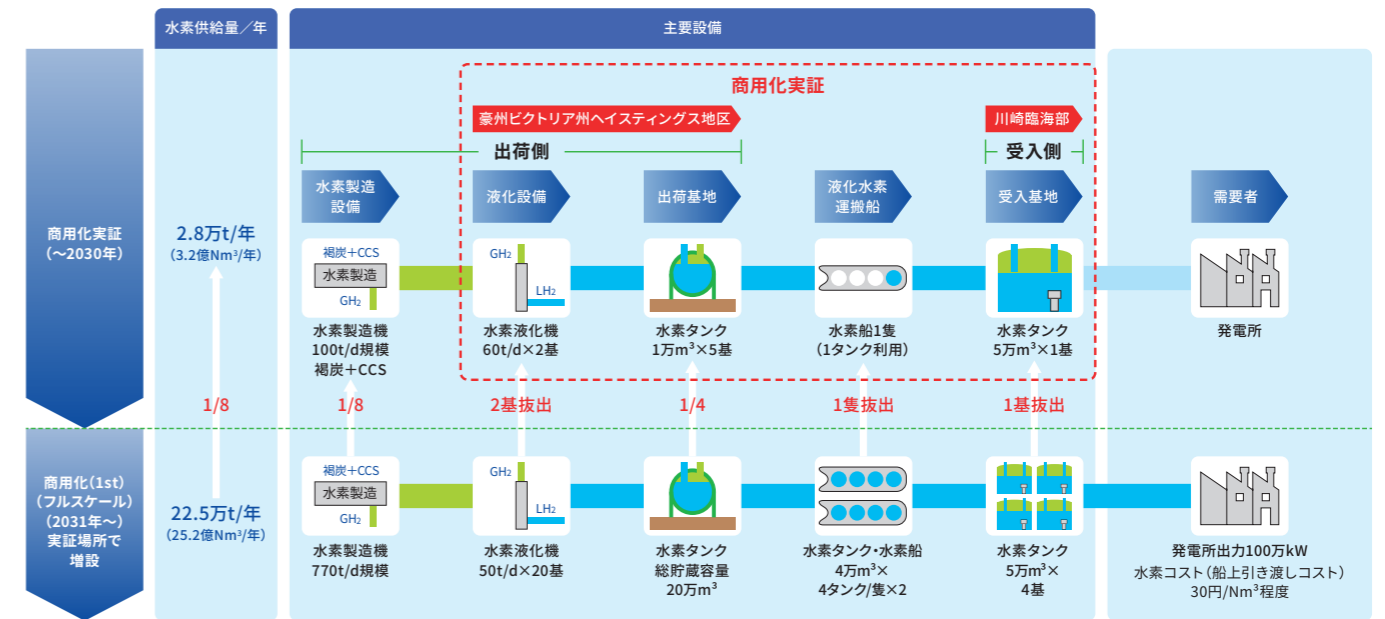 水素供給量／年
主要設備
商用化実証
豪州ビクトリア州ヘイスティングス地区
川崎臨海部
出荷側
受入側
水素製造
設備
液化設備
出荷基地
液化水素
運搬船
受入基地
需要者
商用化実証
（～2030年）
2.8万t/年
（3.2億Nm³/年）
褐炭＋CCS
水素製造
GH₂
GH₂
LH₂
水素製造機
100t/d規模
褐炭＋CCS
水素液化機
60t/d×2基
水素タンク
1万m³×5基
水素船1隻
（1タンク利用）
水素タンク
5万m³×1基
発電所
1/8
1/8
2基抜出
1/4
1隻抜出
1基抜出
商用化（1st）
（フルスケール）
（2031年～）
実証場所で
増設
22.5万t/年
（25.2億Nm³/年）
褐炭＋CCS
水素製造
GH₂
GH₂
LH₂
水素製造機
770t/d規模
水素液化機
50t/d×20基
水素タンク
総貯蔵容量
20万m³
水素タンク・水素船
4万m³×
4タンク/隻×2
水素タンク
5万m³×
4基
発電所出力100万kW
水素コスト（船上引き渡しコスト）
30円/Nm³程度